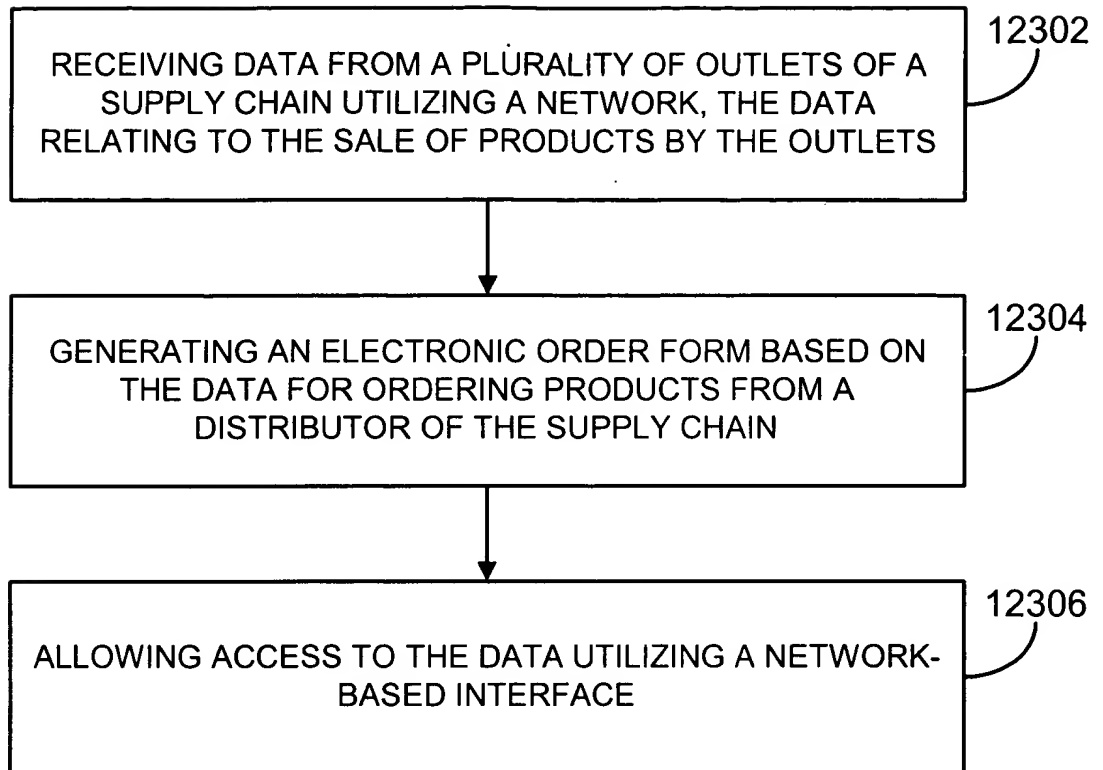 12302
RECEIVING DATA FROM A PLURALITY OF OUTLETS OF A
SUPPLY CHAIN UTILIZING A NETWORK, THE DATA
RELATING TO THE SALE OF PRODUCTS BY THE OUTLETS
12304
GENERATING AN ELECTRONIC ORDER FORM BASED ON
THE DATA FOR ORDERING PRODUCTS FROM A
DISTRIBUTOR OF THE SUPPLY CHAIN
12306
ALLOWING ACCESS TO THE DATA UTILIZING A NETWORK-
BASED INTERFACE